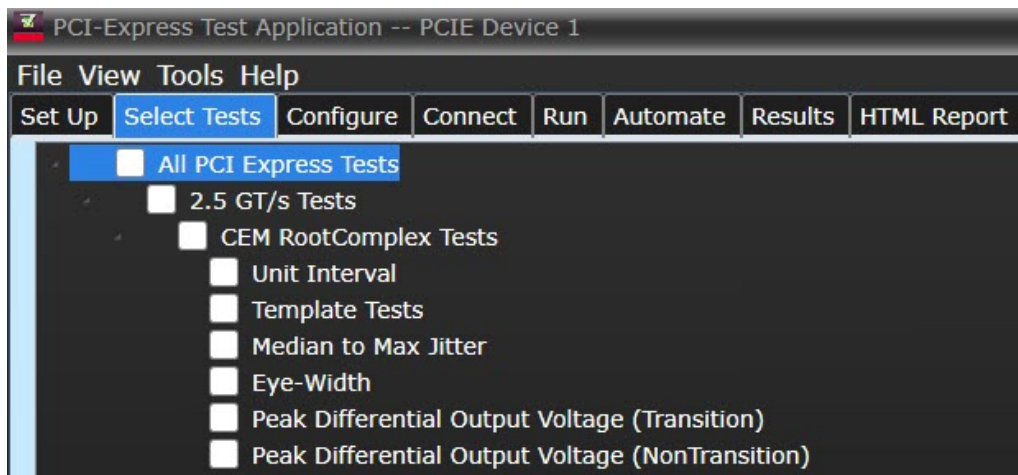 PCI-Express Test Application -- PCIE Device 1
File View Tools Help
Set Up Select Tests Configure Connect Run Automate Results HTML Report
All PCI Express Tests
2.5 GT/s Tests
CEM RootComplex Tests
Unit Interval
Template Tests
Median to Max Jitter
Eye-Width
Peak Differential Output Voltage (Transition)
Peak Differential Output Voltage (NonTransition)